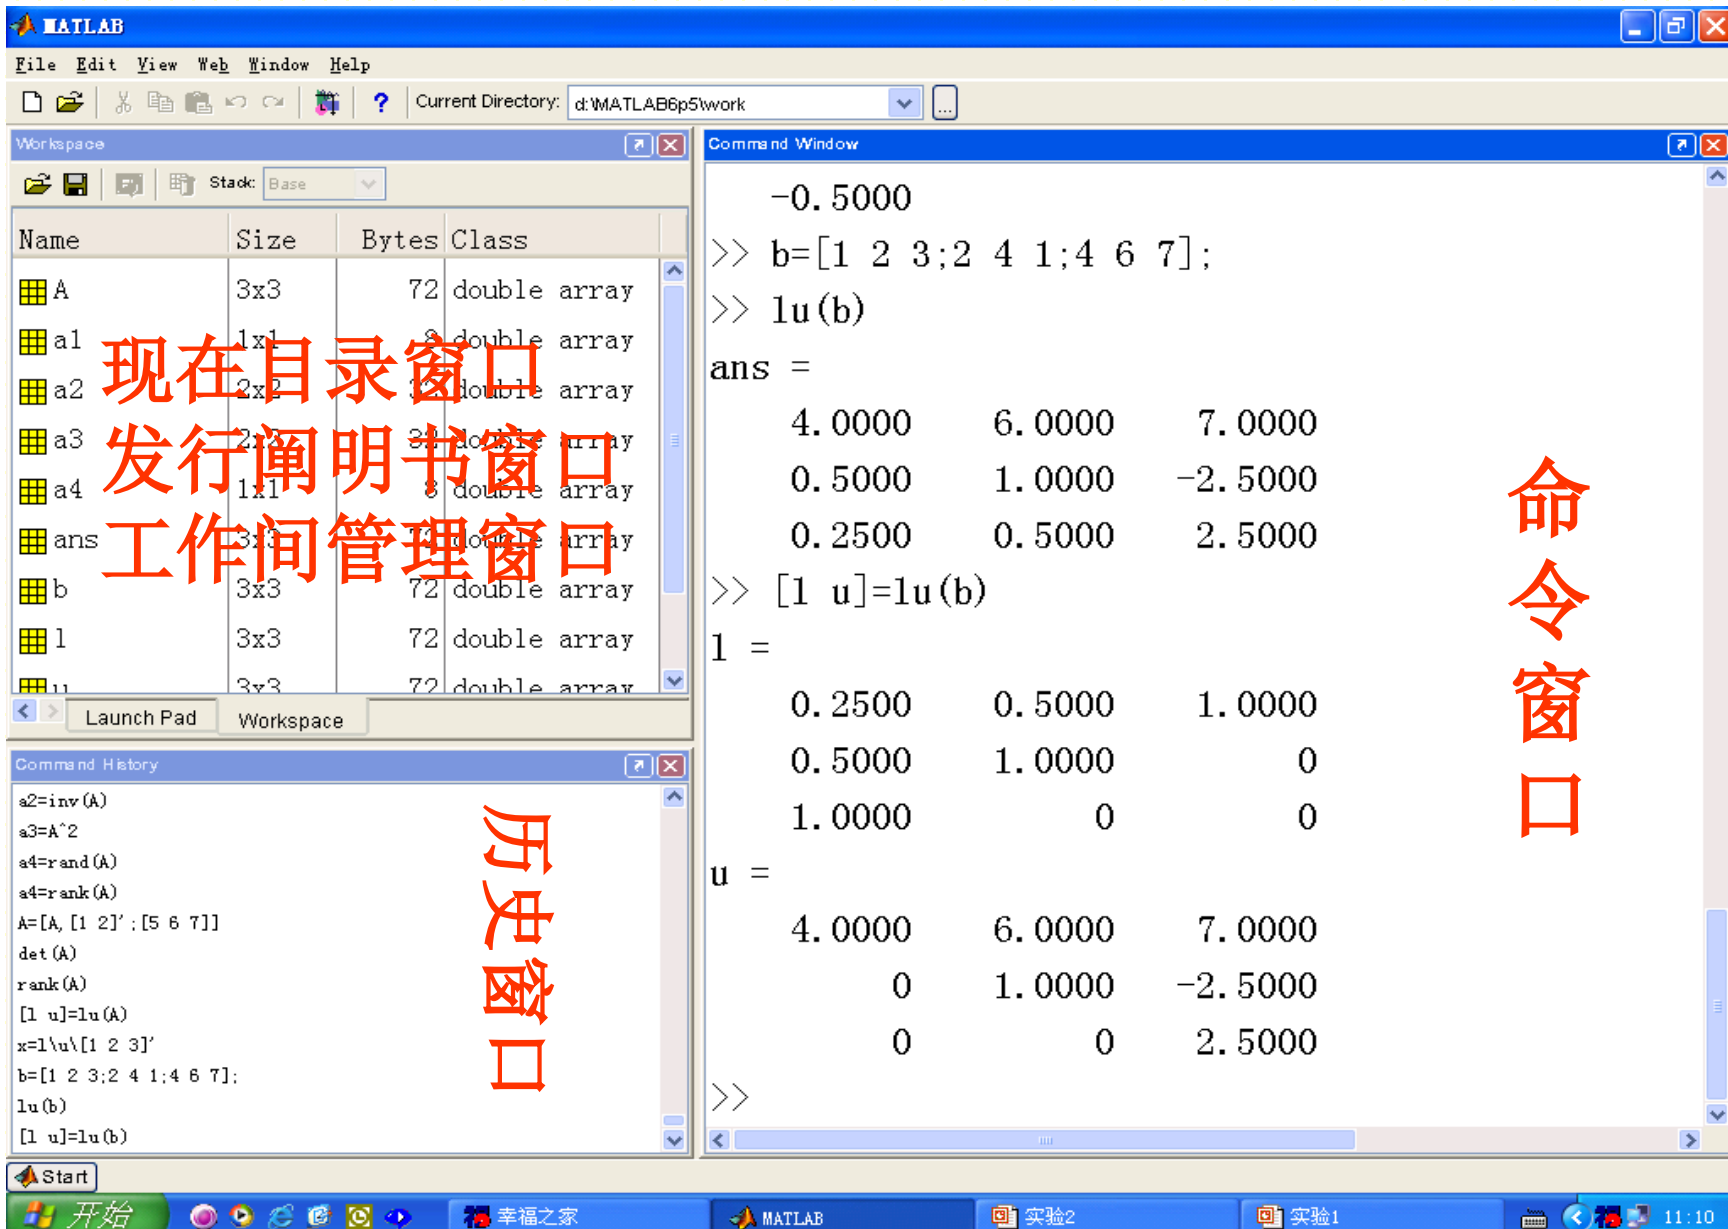 MATLAB
File Edit View Web Window Help
Current Directory: d:\MATLAB6p5\work ...
Workspace
Stack: Base
Name Size Bytes Class
A 3x3 72 double array
a1 1x1 8 double array
a2 2x2 32 double array
a3 2x2 32 double array
a4 1x1 8 double array
ans 3x3 72 double array
b 3x3 72 double array
l 3x3 72 double array
u 3x3 72 double array
现在目录窗口
发行阐明书窗口
工作间管理窗口
Launch Pad Workspace
Command History
a2=inv(A)
a3=A^2
a4=rand(A)
a4=rank(A)
A=[A,[1 2]';[5 6 7]]
det(A)
rank(A)
[l u]=lu(A)
x=l\u\[1 2 3]'
b=[1 2 3;2 4 1;4 6 7];
lu(b)
[l u]=lu(b)
历史窗口
Command Window
-0.5000
>> b=[1 2 3;2 4 1;4 6 7];
>> lu(b)
ans =
4.0000 6.0000 7.0000
0.5000 1.0000 -2.5000
0.2500 0.5000 2.5000
>> [l u]=lu(b)
l =
0.2500 0.5000 1.0000
0.5000 1.0000 0
1.0000 0 0
u =
4.0000 6.0000 7.0000
0 1.0000 -2.5000
0 0 2.5000
>>
命令窗口
Start
开始 幸福之家 MATLAB 实验2 实验1 11:10